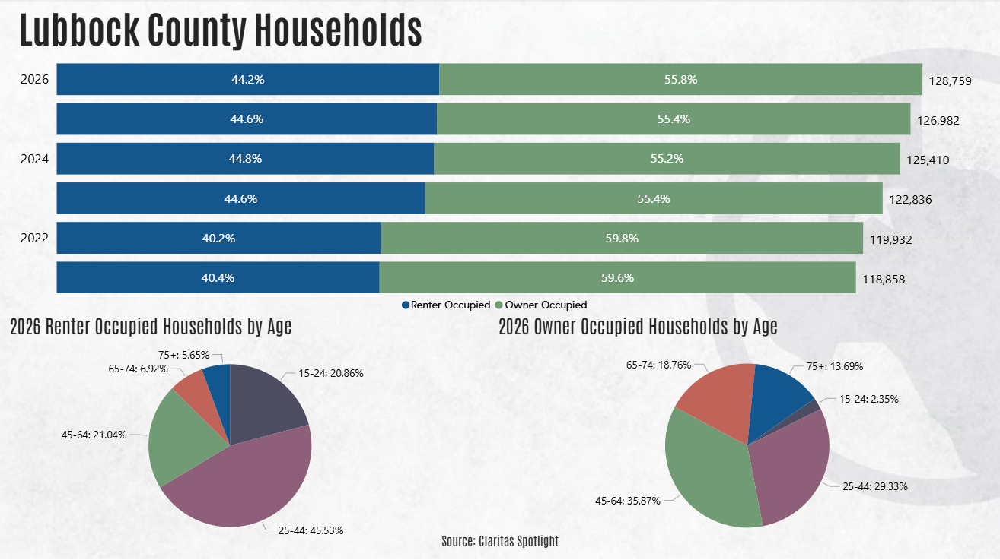 Lubbock County Households
2026 44.2% 55.8% 128,759
44.6% 55.4% 126,982
2024 44.8% 55.2% 125,410
44.6% 55.4% 122,836
2022 40.2% 59.8% 119,932
40.4% 59.6% 118,858
Renter Occupied Owner Occupied
2026 Renter Occupied Households by Age
75+: 5.65%
65-74: 6.92%
15-24: 20.86%
45-64: 21.04%
25-44: 45.53%
2026 Owner Occupied Households by Age
65-74: 18.76%
75+: 13.69%
15-24: 2.35%
25-44: 29.33%
45-64: 35.87%
Source: Claritas Spotlight